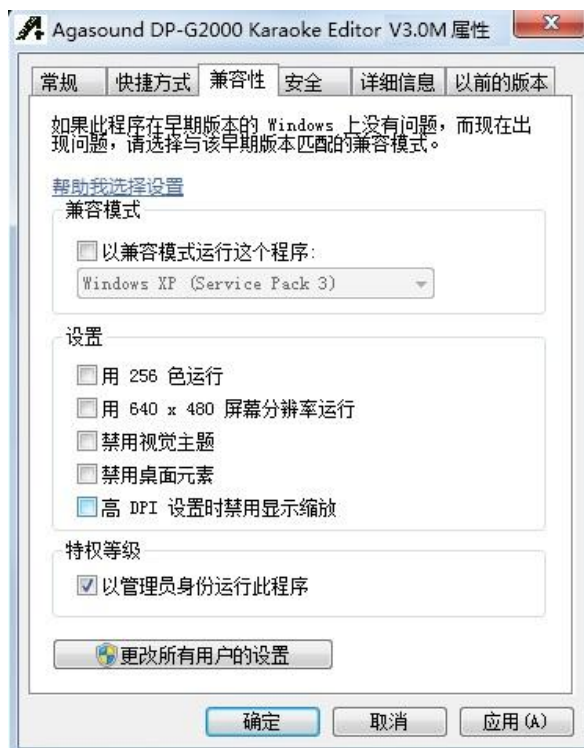 Agasound DP-G2000 Karaoke Editor V3.0M 属性
常规 快捷方式 兼容性 安全 详细信息 以前的版本
如果此程序在早期版本的 Windows 上没有问题，而现在出
现问题，请选择与该早期版本匹配的兼容模式。
帮助我选择设置
兼容模式
以兼容模式运行这个程序:
Windows XP (Service Pack 3)
设置
用 256 色运行
用 640 x 480 屏幕分辨率运行
禁用视觉主题
禁用桌面元素
高 DPI 设置时禁用显示缩放
特权等级
以管理员身份运行此程序
更改所有用户的设置
确定 取消 应用(A)